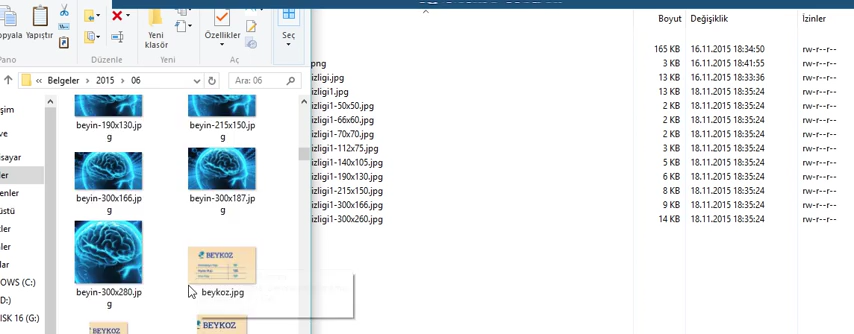 Kopyala
Yapıştır
Yeni
klasör
Özellikler
Seç
Pano
Düzenle
Yeni
Aç
Belgeler
2015
06
Ara: 06
beyin-190x130.jp
g
beyin-215x150.jp
g
beyin-300x166.jp
g
beyin-300x187.jp
g
beyin-300x280.jp
g
BEYKOZ
beykoz.jpg
şim
ve
sayar
ler
enler
üstü
tler
ler
lar
OWS (C:)
D:)
ISK 16 (G:)
Boyut Değişiklik İzinler
165 KB 16.11.2015 18:34:50 rw-r--r--
png 3 KB 16.11.2015 18:41:55 rw-r--r--
izligi.jpg 13 KB 16.11.2015 18:33:36 rw-r--r--
izligi1.jpg 13 KB 18.11.2015 18:35:24 rw-r--r--
izligi1-50x50.jpg 2 KB 18.11.2015 18:35:24 rw-r--r--
izligi1-66x60.jpg 2 KB 18.11.2015 18:35:24 rw-r--r--
izligi1-70x70.jpg 2 KB 18.11.2015 18:35:24 rw-r--r--
izligi1-112x75.jpg 3 KB 18.11.2015 18:35:24 rw-r--r--
izligi1-140x105.jpg 5 KB 18.11.2015 18:35:24 rw-r--r--
izligi1-190x130.jpg 6 KB 18.11.2015 18:35:24 rw-r--r--
izligi1-215x150.jpg 8 KB 18.11.2015 18:35:24 rw-r--r--
izligi1-300x166.jpg 9 KB 18.11.2015 18:35:24 rw-r--r--
izligi1-300x260.jpg 14 KB 18.11.2015 18:35:24 rw-r--r--